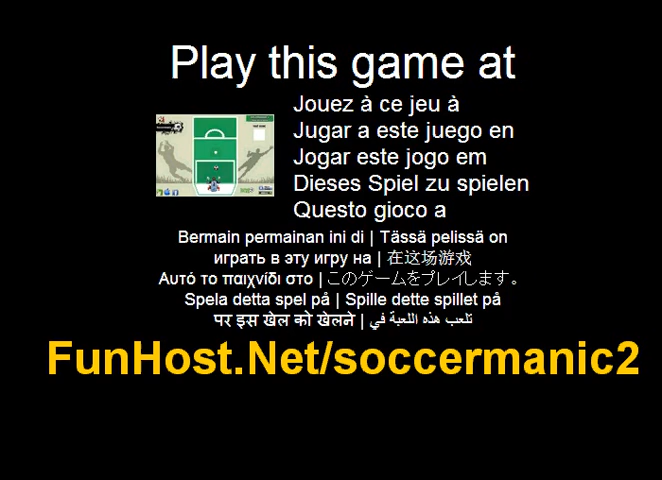 Play this game at
Jouez à ce jeu à
Jugar a este juego en
Jogar este jogo em
Dieses Spiel zu spielen
Questo gioco a
Bermain permainan ini di | Tässä pelissä on
играть в эту игру на | 在这场游戏
Αυτό το παιχνίδι στο | このゲームをプレイします。
Spela detta spel på | Spille dette spillet på
पर इस खेल को खेलने | تلعب هذه اللعبة في
FunHost.Net/soccermanic2